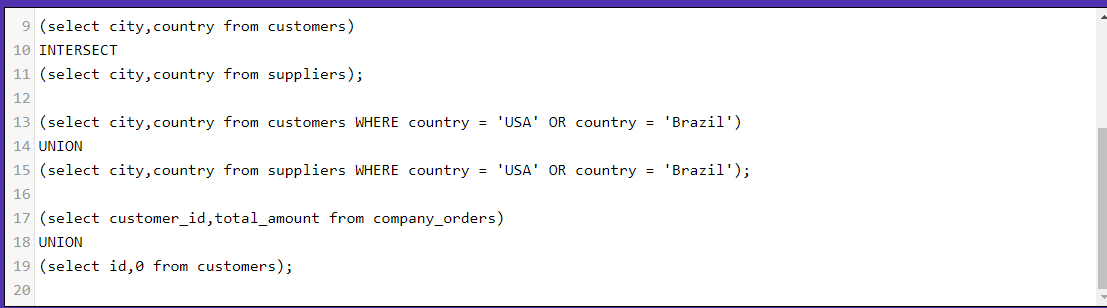 9 (select city,country from customers)
10 INTERSECT
11 (select city,country from suppliers);
12
13 (select city,country from customers WHERE country = 'USA' OR country = 'Brazil')
14 UNION
15 (select city,country from suppliers WHERE country = 'USA' OR country = 'Brazil');
16
17 (select customer_id,total_amount from company_orders)
18 UNION
19 (select id,0 from customers);
20